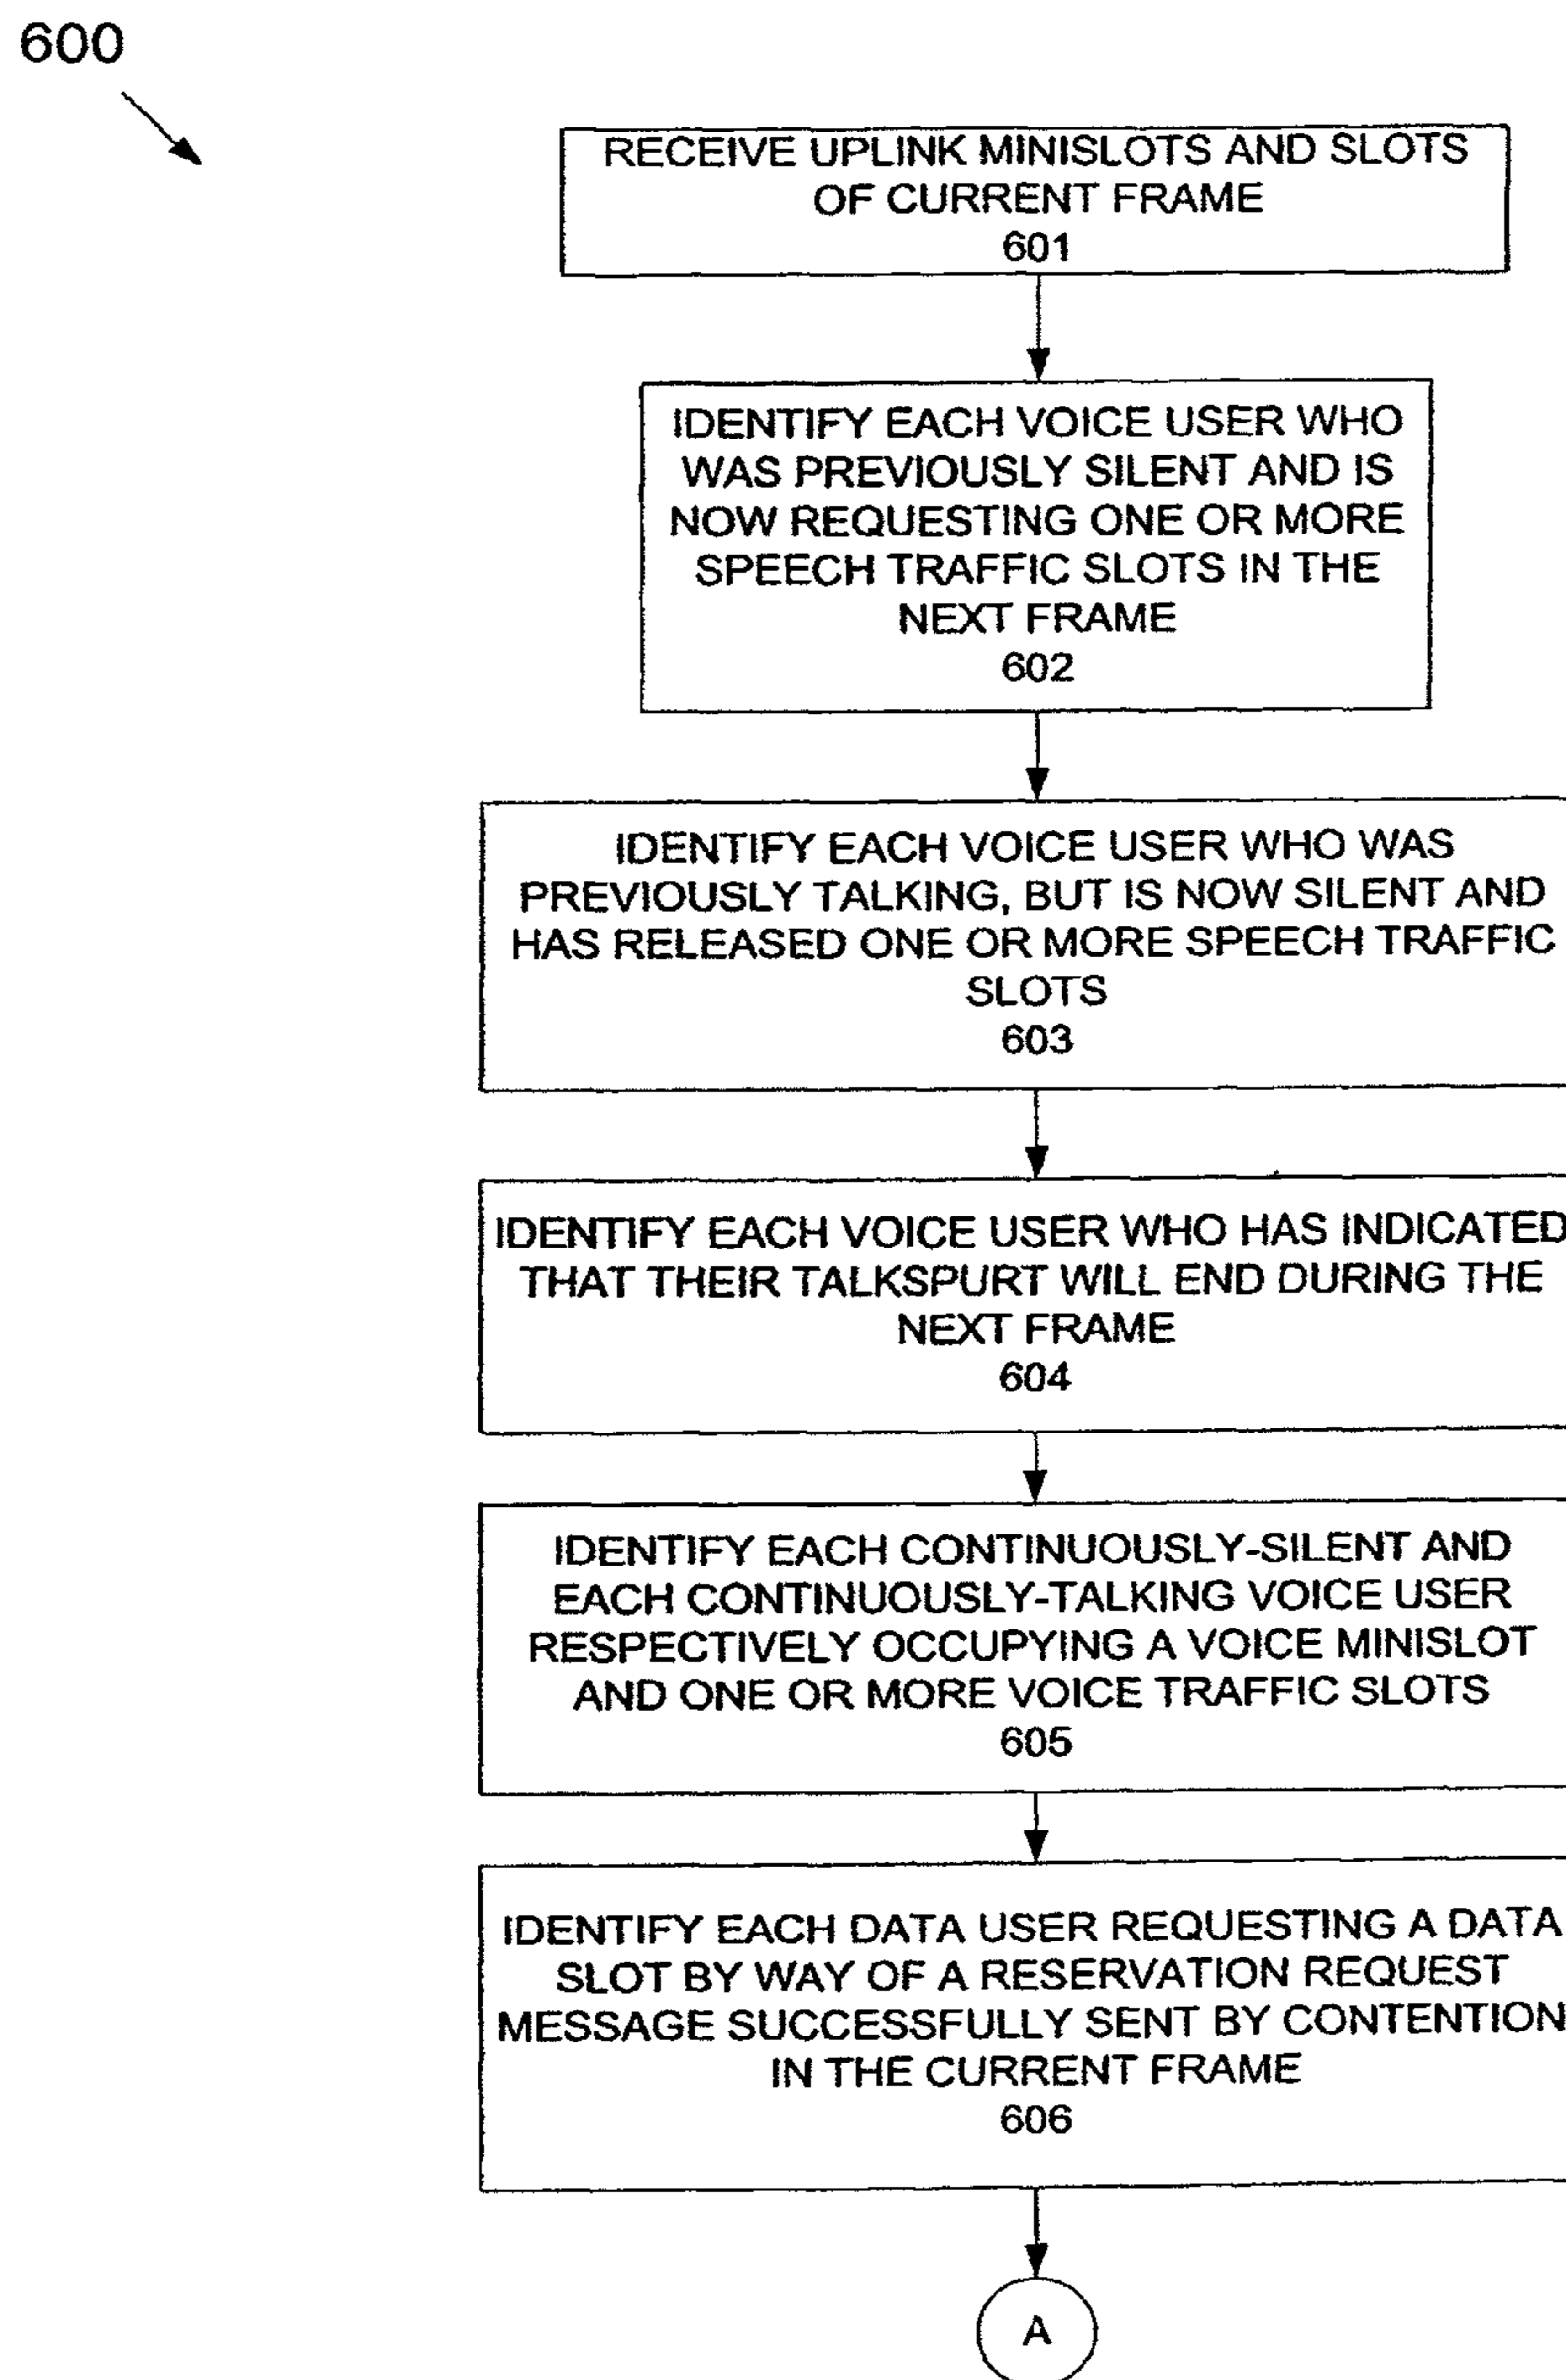 600
RECEIVE UPLINK MINISLOTS AND SLOTS
OF CURRENT FRAME
601
IDENTIFY EACH VOICE USER WHO
WAS PREVIOUSLY SILENT AND IS
NOW REQUESTING ONE OR MORE
SPEECH TRAFFIC SLOTS IN THE
NEXT FRAME
602
IDENTIFY EACH VOICE USER WHO WAS
PREVIOUSLY TALKING, BUT IS NOW SILENT AND
HAS RELEASED ONE OR MORE SPEECH TRAFFIC
SLOTS
603
IDENTIFY EACH VOICE USER WHO HAS INDICATED
THAT THEIR TALKSPURT WILL END DURING THE
NEXT FRAME
604
IDENTIFY EACH CONTINUOUSLY-SILENT AND
EACH CONTINUOUSLY-TALKING VOICE USER
RESPECTIVELY OCCUPYING A VOICE MINISLOT
AND ONE OR MORE VOICE TRAFFIC SLOTS
605
IDENTIFY EACH DATA USER REQUESTING A DATA
SLOT BY WAY OF A RESERVATION REQUEST
MESSAGE SUCCESSFULLY SENT BY CONTENTION
IN THE CURRENT FRAME
606
A